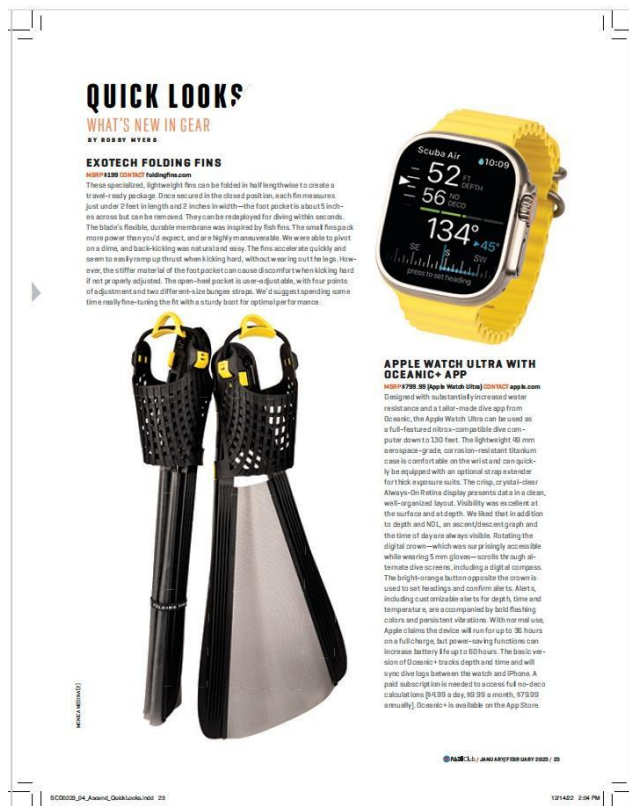 QUICK LOOKS
WHAT'S NEW IN GEAR
BY ROBBY MYERS
EXOTECH FOLDING FINS
MSRP $199 CONTACT foldingfins.com
These specialized, lightweight fins can be folded in half lengthwise to create a
travel-ready package. Once secured in the closed position, each fin measures
just under 2 feet in length and 2 inches in width—the foot pocket is about 5 inch-
es across but can be removed. They can be redeployed for diving within seconds.
The blade's flexible, durable membrane was inspired by fish fins. The small fins pack
more power than you'd expect, and are highly maneuverable. We were able to pivot
on a dime, and back-kicking was natural and easy. The fins accelerate quickly and
seem to easily ramp up thrust when kicking hard, without wearing out the legs. How-
ever, the stiffer material of the foot pocket can cause discomfort when kicking hard
if not properly adjusted. The open-heel pocket is user-adjustable, with four points
of adjustment and two different-size bungee straps. We'd suggest spending some
time really fine-tuning the fit with a sturdy boot for optimal performance.
Scuba Air
10:09
52 FT
DEPTH
56 NO
DECO
134°
45°
SE S SW
press to set heading
APPLE WATCH ULTRA WITH
OCEANIC+ APP
MSRP $799.99 (Apple Watch Ultra) CONTACT apple.com
Designed with substantially increased water
resistance and a tailor-made dive app from
Oceanic, the Apple Watch Ultra can be used as
a full-featured nitrox-compatible dive com-
puter down to 130 feet. The lightweight 49 mm
aerospace-grade, corrosion-resistant titanium
case is comfortable on the wrist and can quick-
ly be equipped with an optional strap extender
for thick exposure suits. The crisp, crystal-clear
Always-On Retina display presents data in a clean,
well-organized layout. Visibility was excellent at
the surface and at depth. We liked that in addition
to depth and NDL, an ascent/descent graph and
the time of day are always visible. Rotating the
digital crown—which was surprisingly accessible
while wearing 5 mm gloves—scrolls through al-
ternate dive screens, including a digital compass.
The bright-orange button opposite the crown is
used to set headings and confirm alerts. Alerts,
including customizable alerts for depth, time and
temperature, are accompanied by bold flashing
colors and persistent vibrations. With normal use,
Apple claims the device will run for up to 36 hours
on a full charge, but power-saving functions can
increase battery life up to 60 hours. The basic ver-
sion of Oceanic+ tracks depth and time and will
sync dive logs between the watch and iPhone. A
paid subscription is needed to access full no-deco
calculations ($4.99 a day, $9.99 a month, $79.99
annually). Oceanic+ is available on the App Store.
FOLDING
MONICA MEDINA(2)
PADI Club / JANUARY/FEBRUARY 2023 / 23
SCD0223_04_Ascend_QuickLooks.indd 23
12/14/22 2:04 PM